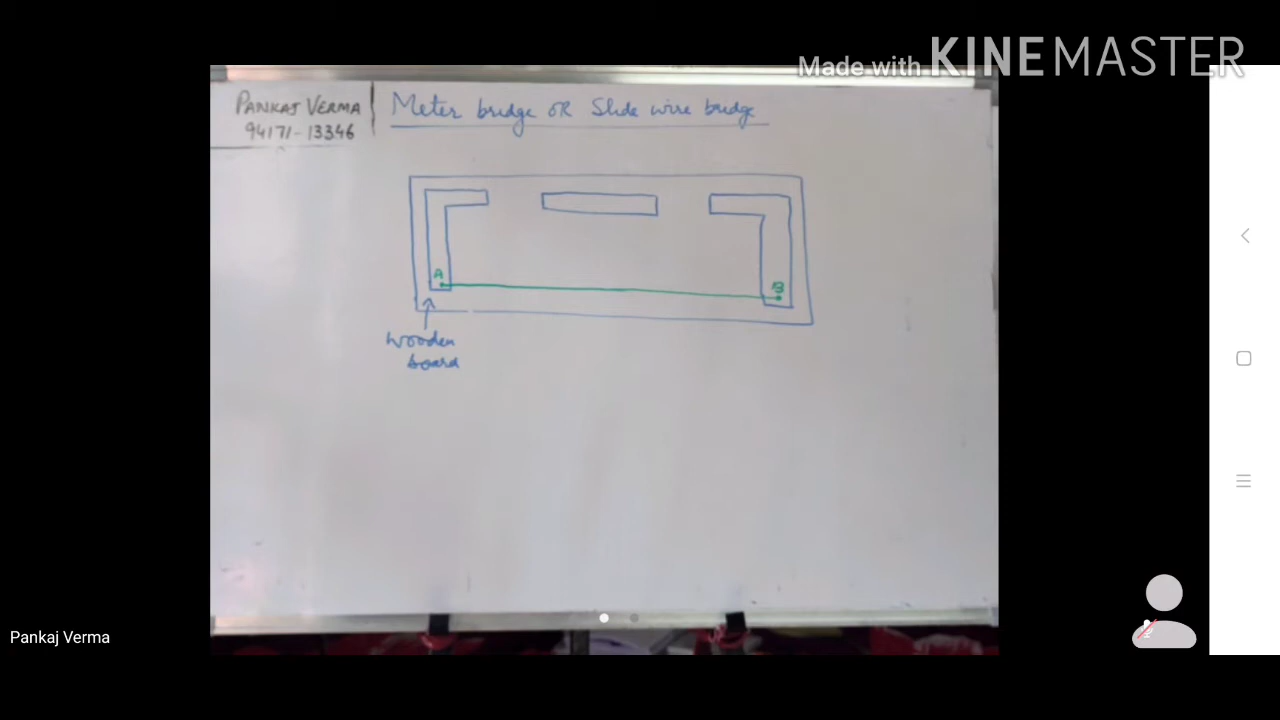 Made with KINEMASTER
PANKAJ VERMA
94171-13346
Meter bridge OR Slide wire bridge
A
B
Wooden
board
Pankaj Verma